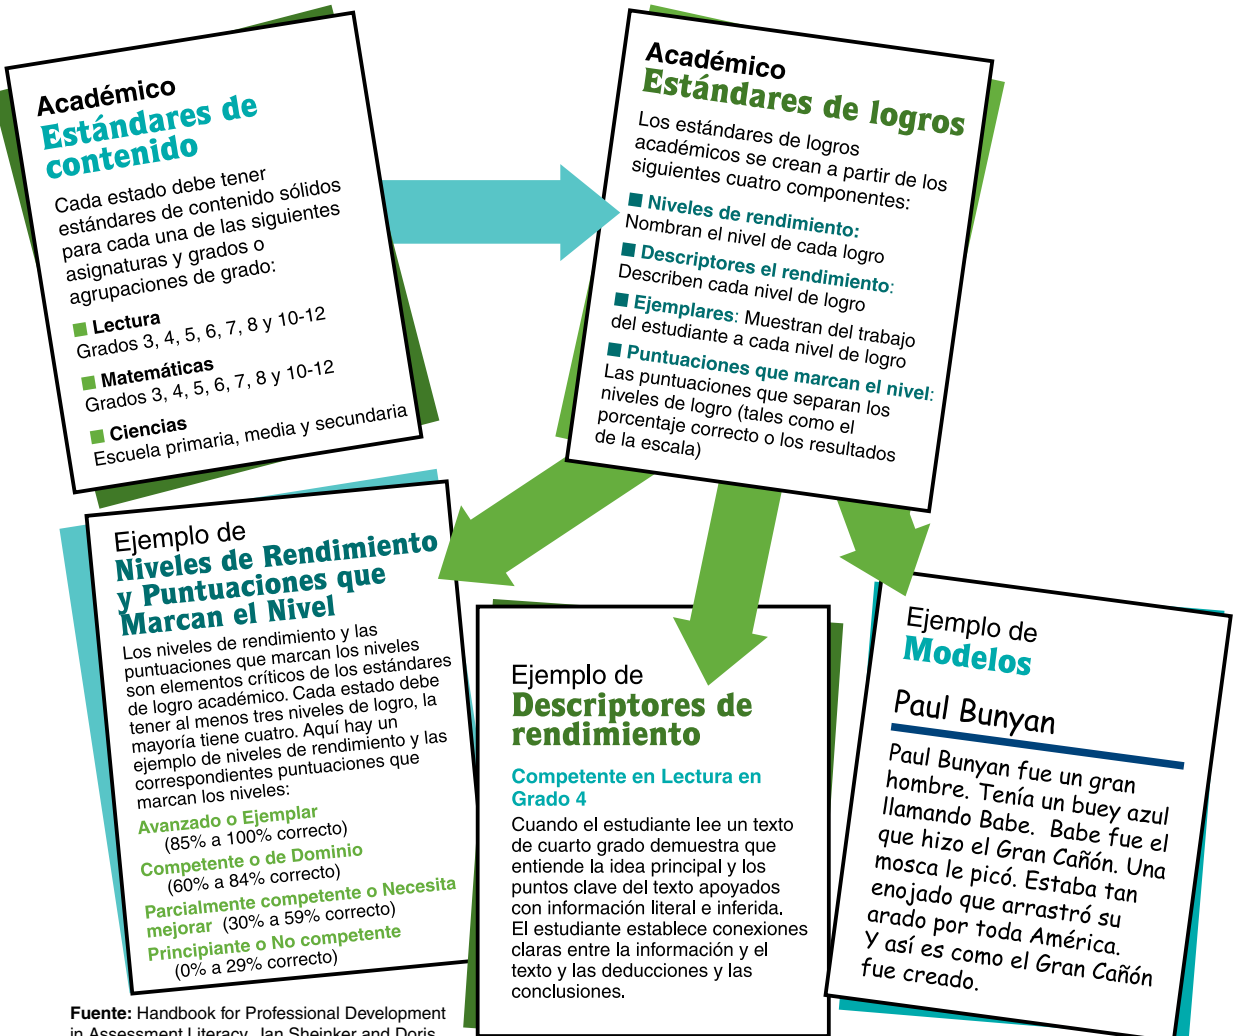 Académico
Estándares de
contenido
Cada estado debe tener
estándares de contenido sólidos
para cada una de las siguientes
asignaturas y grados o
agrupaciones de grado:
■ Lectura
Grados 3, 4, 5, 6, 7, 8 y 10-12
■ Matemáticas
Grados 3, 4, 5, 6, 7, 8 y 10-12
■ Ciencias
Escuela primaria, media y secundaria
Académico
Estándares de logros
Los estándares de logros
académicos se crean a partir de los
siguientes cuatro componentes:
■ Niveles de rendimiento:
Nombran el nivel de cada logro
■ Descriptores el rendimiento:
Describen cada nivel de logro
■ Ejemplares: Muestran del trabajo
del estudiante a cada nivel de logro
■ Puntuaciones que marcan el nivel:
Las puntuaciones que separan los
niveles de logro (tales como el
porcentaje correcto o los resultados
de la escala)
Ejemplo de
Niveles de Rendimiento
y Puntuaciones que
Marcan el Nivel
Los niveles de rendimiento y las
puntuaciones que marcan los niveles
son elementos críticos de los estándares
de logro académico. Cada estado debe
tener al menos tres niveles de logro, la
mayoría tiene cuatro. Aquí hay un
ejemplo de niveles de rendimiento y las
correspondientes puntuaciones que
marcan los niveles:
Avanzado o Ejemplar
(85% a 100% correcto)
Competente o de Dominio
(60% a 84% correcto)
Parcialmente competente o Necesita
mejorar (30% a 59% correcto)
Principiante o No competente
(0% a 29% correcto)
Ejemplo de
Descriptores de
rendimiento
Competente en Lectura en
Grado 4
Cuando el estudiante lee un texto
de cuarto grado demuestra que
entiende la idea principal y los
puntos clave del texto apoyados
con información literal e inferida.
El estudiante establece conexiones
claras entre la información y el
texto y las deducciones y las
conclusiones.
Ejemplo de
Modelos
Paul Bunyan
Paul Bunyan fue un gran
hombre. Tenía un buey azul
llamando Babe. Babe fue el
que hizo el Gran Cañón. Una
mosca le picó. Estaba tan
enojado que arrastró su
arado por toda América.
Y así es como el Gran Cañón
fue creado.
Fuente: Handbook for Professional Development
in Assessment Literacy, Jan Sheinker and Doris